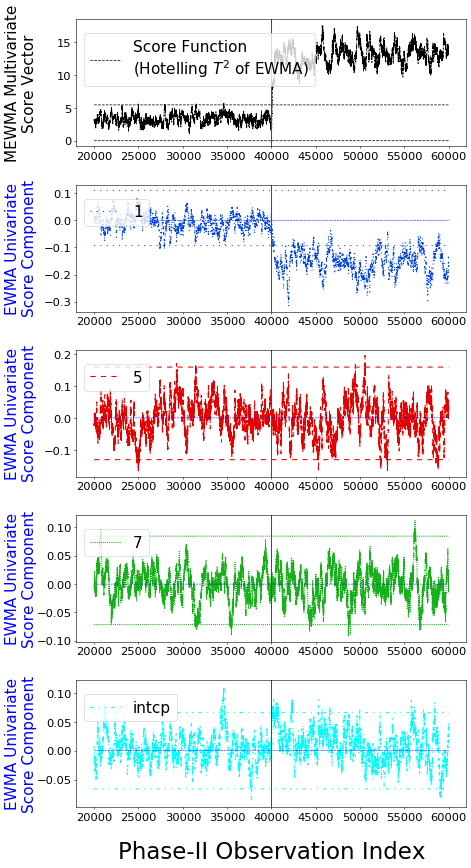 MEWMA Multivariate
Score Vector
Score Function
(Hotelling T² of EWMA)
15
10
5
0
20000 25000 30000 35000 40000 45000 50000 55000 60000
EWMA Univariate
Score Component
1
0.1
0.0
−0.1
−0.2
−0.3
20000 25000 30000 35000 40000 45000 50000 55000 60000
EWMA Univariate
Score Component
5
0.2
0.1
0.0
−0.1
20000 25000 30000 35000 40000 45000 50000 55000 60000
EWMA Univariate
Score Component
7
0.10
0.05
0.00
−0.05
−0.10
20000 25000 30000 35000 40000 45000 50000 55000 60000
EWMA Univariate
Score Component
intcp
0.10
0.05
0.00
−0.05
20000 25000 30000 35000 40000 45000 50000 55000 60000
Phase-II Observation Index